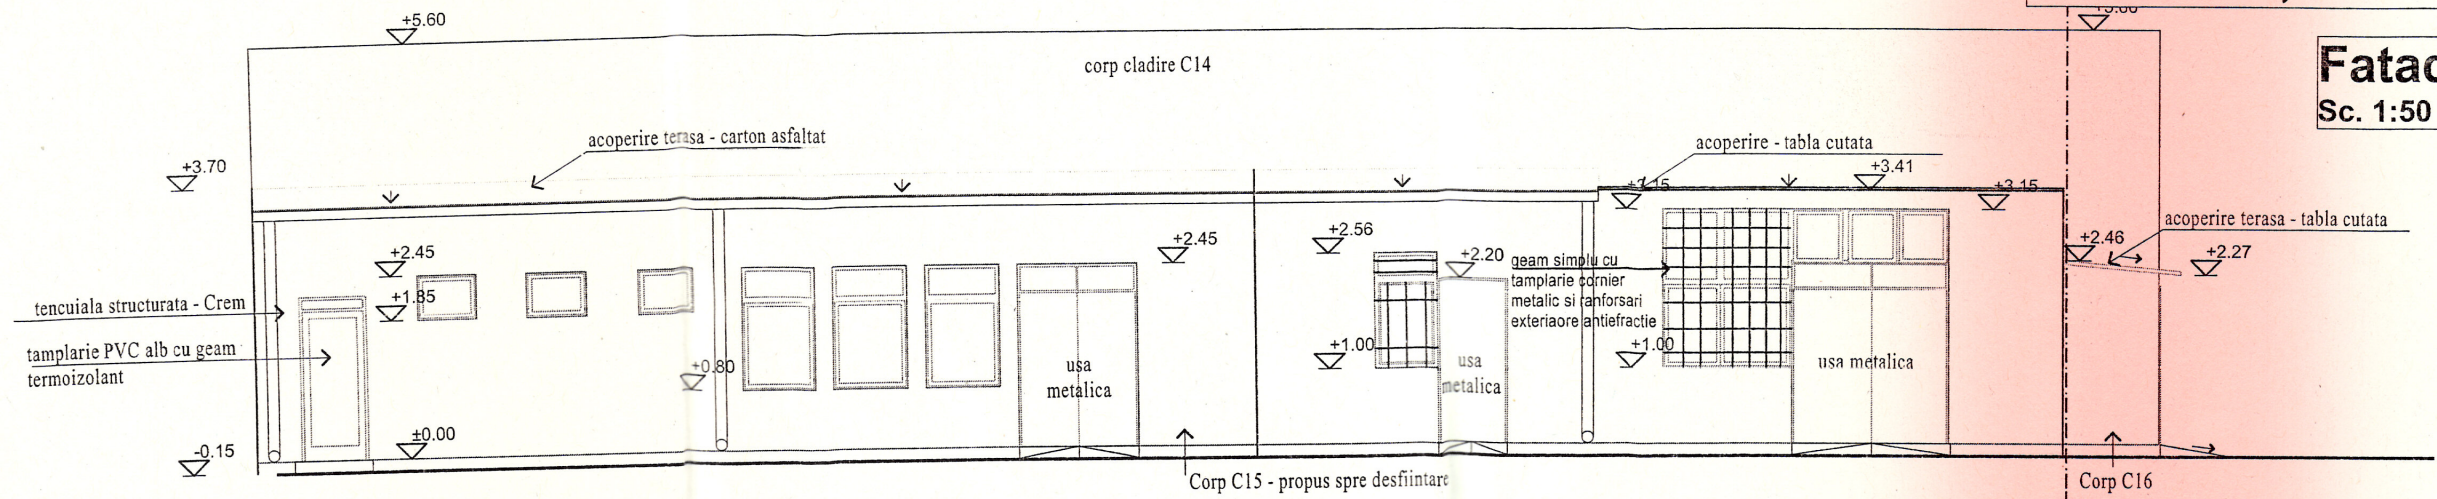 +5.60
corp cladire C14
Sc. 1:50
acoperire terasa - carton asfaltat
acoperire - tabla cutata
+3.70
+3.41
+3.15
acoperire terasa - tabla cutata
+2.45
+2.45
+2.56
+2.20
+2.46
+2.27
geam simplu cu
tamplarie cornier
metalic si ranforsari
exteriaore antiefractie
tencuiala structurata - Crem
+1.85
tamplarie PVC alb cu geam
termoizolant
+0.80
+1.00
+1.00
usa
metalica
usa
metalica
usa metalica
-0.15
±0.00
Corp C15 - propus spre desfiintare
Corp C16